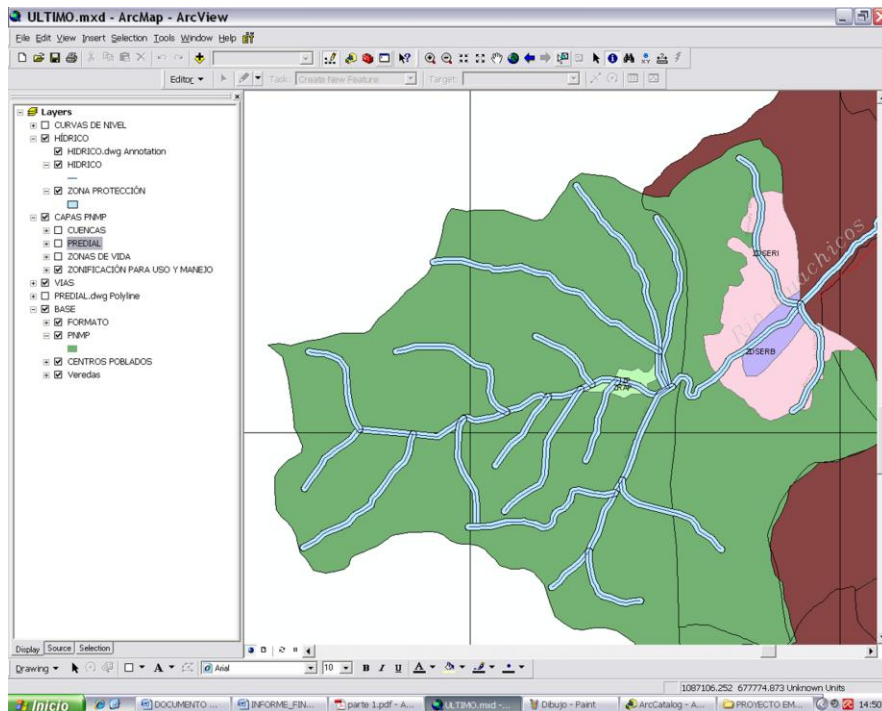 ULTIMO.mxd - ArcMap - ArcView
File Edit View Insert Selection Tools Window Help
Editor Task: Create New Feature Target:
Layers
CURVAS DE NIVEL
HÍDRICO
HIDRICO.dwg Annotation
HIDRICO
ZONA PROTECCIÓN
CAPAS PNMP
CUENCAS
PREDIAL
ZONAS DE VIDA
ZONIFICACIÓN PARA USO Y MANEJO
VIAS
PREDIAL.dwg Polyline
BASE
FORMATO
PNMP
CENTROS POBLADOS
Veredas
ZDSERI
Rio Guachicos
ZDSERB
ZRAP
Display Source Selection
Drawing A Arial 10 B I U A
1087106.252 677774.873 Unknown Units
Inicio DOCUMENTO ... INFORME_FIN... parte 1.pdf - A... ULTIMO.mxd -... Dibujo - Paint ArcCatalog - A... PROYECTO EM... 14:50